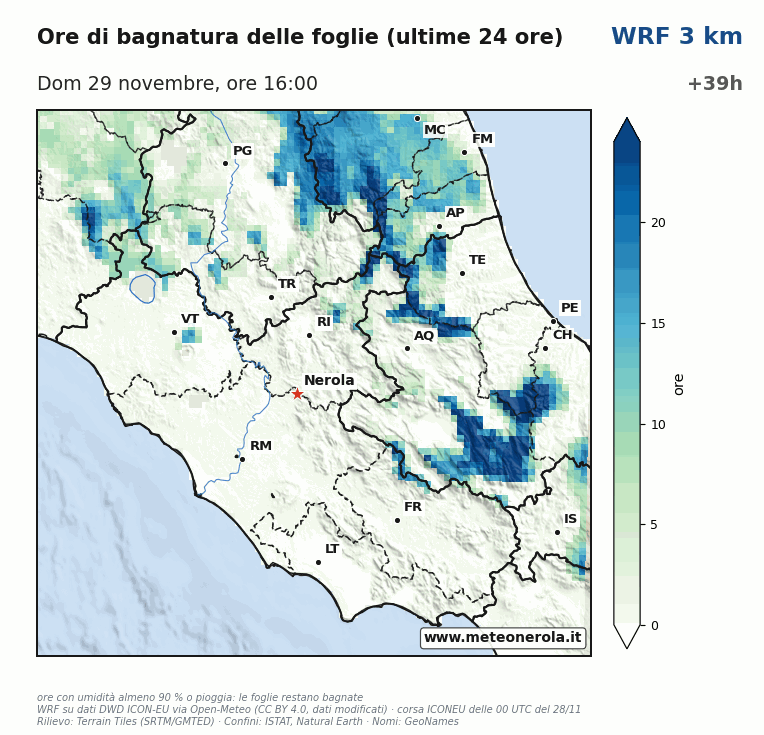 Ore di bagnatura delle foglie (ultime 24 ore)
WRF 3 km
Dom 29 novembre, ore 16:00
+39h
MC
FM
PG
AP
TE
TR
PE
VT
RI
CH
AQ
Nerola
RM
FR
IS
LT
www.meteonerola.it
20
15
10
5
0
ore
ore con umidità almeno 90 % o pioggia: le foglie restano bagnate
WRF su dati DWD ICON-EU via Open-Meteo (CC BY 4.0, dati modificati) · corsa ICONEU delle 00 UTC del 28/11
Rilievo: Terrain Tiles (SRTM/GMTED) · Confini: ISTAT, Natural Earth · Nomi: GeoNames